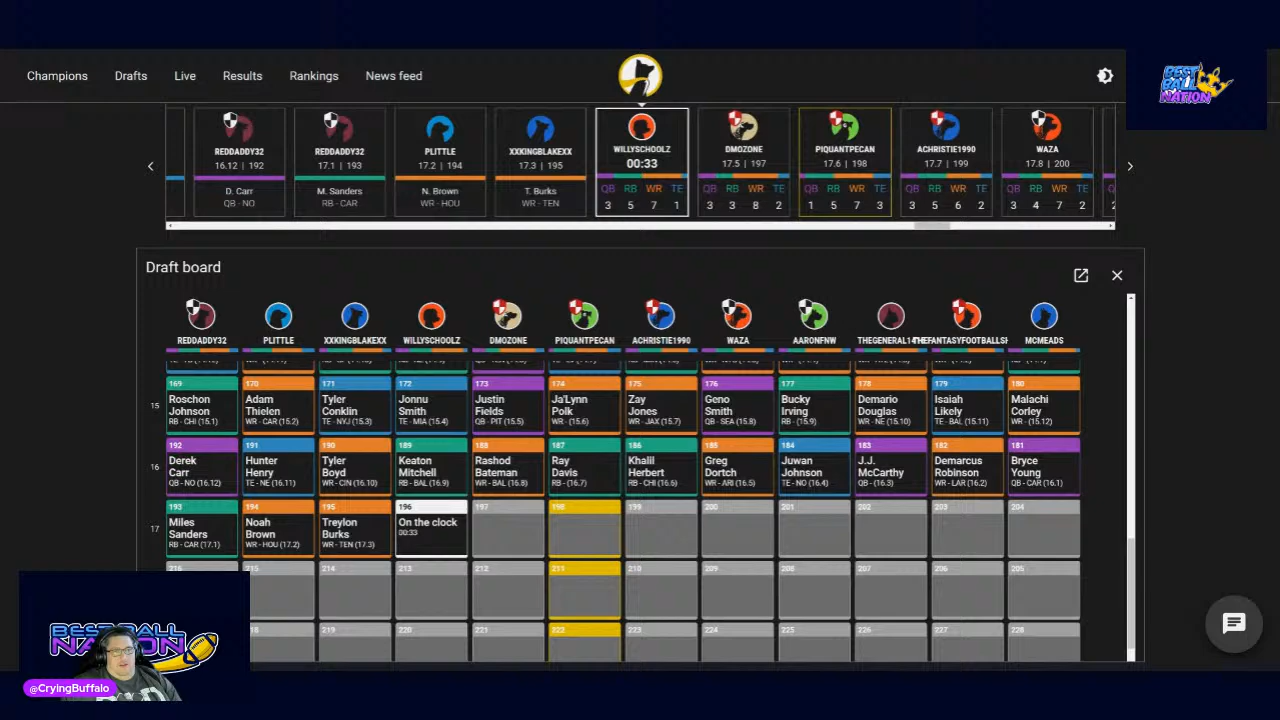 Champions
Drafts
Live
Results
Rankings
News feed
BEST BALL NATION
REDDADDY32
16.12 | 192
D. Carr
QB - NO
REDDADDY32
17.1 | 193
M. Sanders
RB - CAR
PLITTLE
17.2 | 194
N. Brown
WR - HOU
XXKINGBLAKEXX
17.3 | 195
T. Burks
WR - TEN
WILLYSCHOOLZ
00:33
QB RB WR TE
3 5 7 1
DMOZONE
17.5 | 197
QB RB WR TE
3 3 8 2
PIQUANTPECAN
17.6 | 198
QB RB WR TE
1 5 7 3
ACHRISTIE1990
17.7 | 199
QB RB WR TE
3 5 6 2
WAZA
17.8 | 200
QB RB WR TE
3 4 7 2
Draft board
REDDADDY32 PLITTLE XXKINGBLAKEXX WILLYSCHOOLZ DMOZONE PIQUANTPECAN ACHRISTIE1990 WAZA AARONFNW MCMEADS
15
169
Roschon
Johnson
RB - CHI (15.1)
170
Adam
Thielen
WR - CAR (15.2)
171
Tyler
Conklin
TE - NYJ (15.3)
172
Jonnu
Smith
TE - MIA (15.4)
173
Justin
Fields
QB - PIT (15.5)
174
Ja'Lynn
Polk
WR - (15.6)
175
Zay
Jones
WR - JAX (15.7)
176
Geno
Smith
QB - SEA (15.8)
177
Bucky
Irving
RB - (15.9)
178
Demario
Douglas
WR - NE (15.10)
179
Isaiah
Likely
TE - BAL (15.11)
180
Malachi
Corley
WR - (15.12)
16
192
Derek
Carr
QB - NO (16.12)
191
Hunter
Henry
TE - NE (16.11)
190
Tyler
Boyd
WR - CIN (16.10)
189
Keaton
Mitchell
RB - BAL (16.9)
188
Rashod
Bateman
WR - BAL (16.8)
187
Ray
Davis
RB - (16.7)
186
Khalil
Herbert
RB - CHI (16.6)
185
Greg
Dortch
WR - ARI (16.5)
184
Juwan
Johnson
TE - NO (16.4)
183
J.J.
McCarthy
QB - (16.3)
182
Demarcus
Robinson
WR - LAR (16.2)
181
Bryce
Young
QB - CAR (16.1)
17
193
Miles
Sanders
RB - CAR (17.1)
194
Noah
Brown
WR - HOU (17.2)
195
Treylon
Burks
WR - TEN (17.3)
196
On the clock
00:33
197
198
199
200
201
202
203
204
214
213
212
211
210
209
208
207
206
205
219
220
221
222
223
224
225
226
227
228
BEST BALL
NATION
@CryingBuffalo